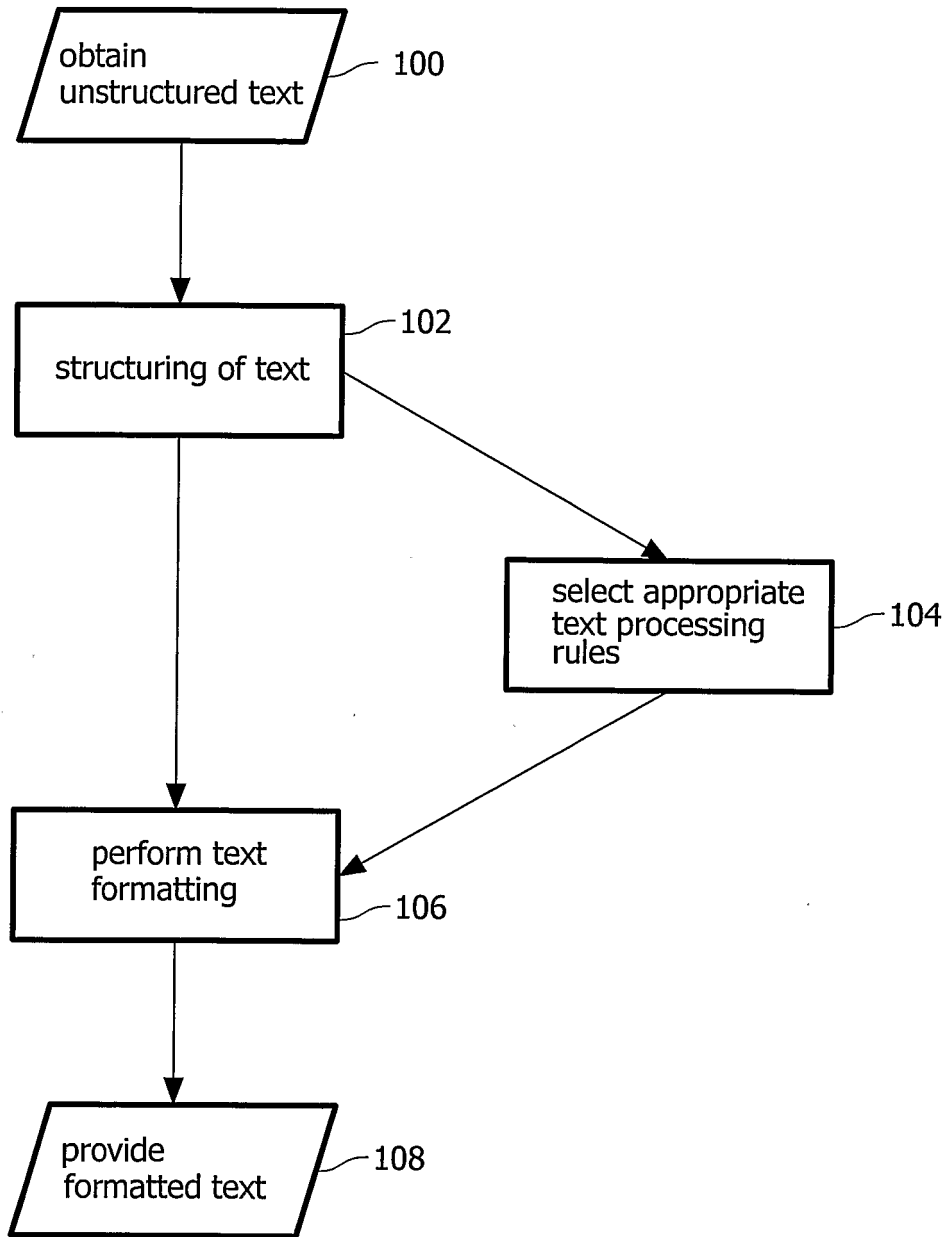 obtain
unstructured text
100
structuring of text
102
select appropriate
text processing
rules
104
perform text
formatting
106
provide
formatted text
108